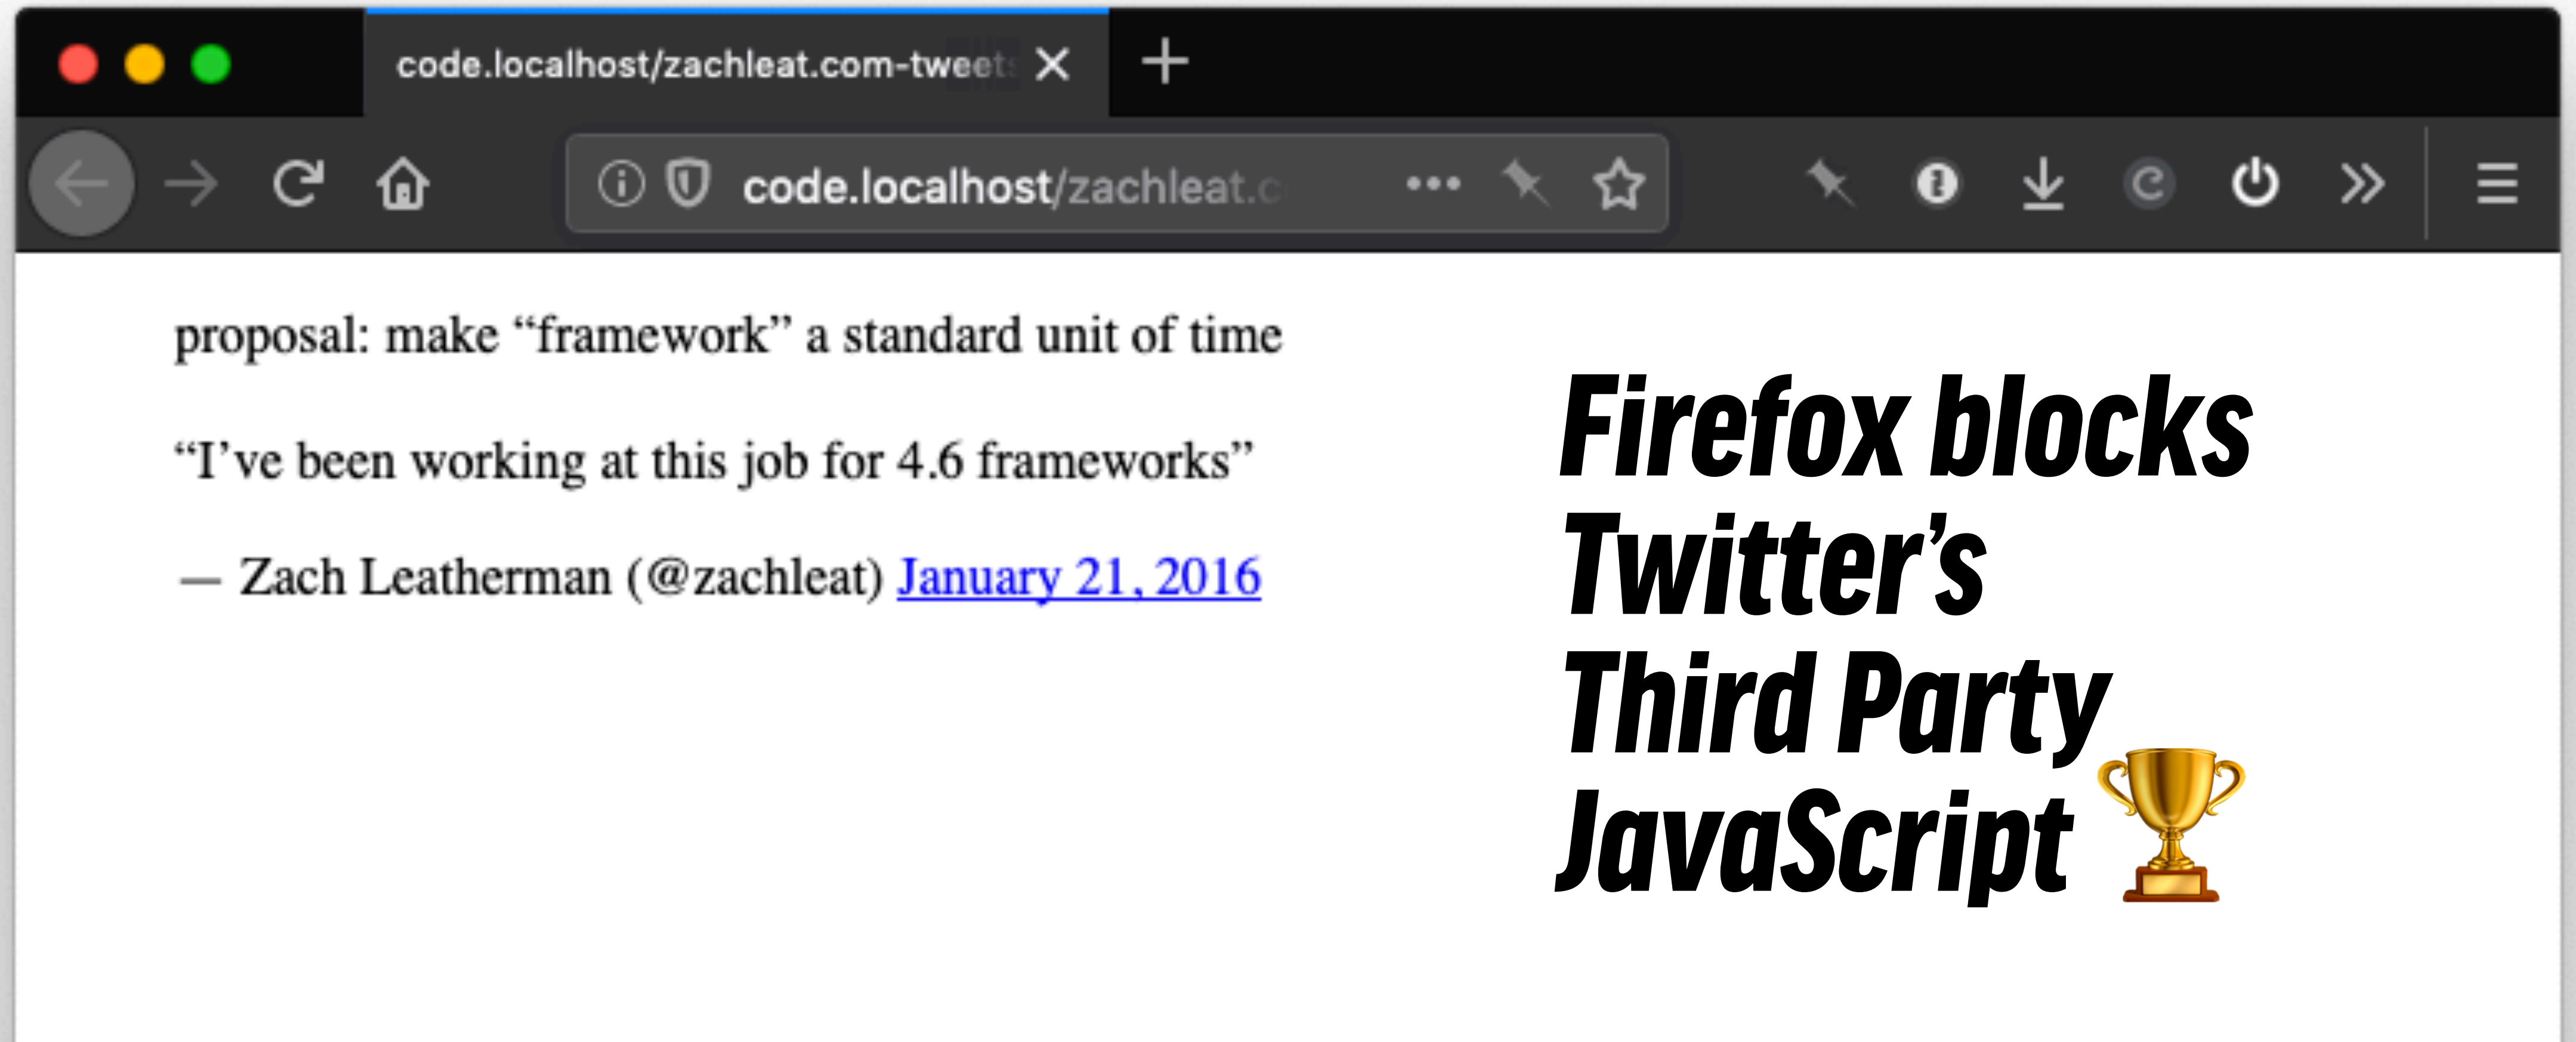 code.localhost/zachleat.com-tweets
code.localhost/zachleat.c
proposal: make “framework” a standard unit of time
“I’ve been working at this job for 4.6 frameworks”
— Zach Leatherman (@zachleat) January 21, 2016
Firefox blocks
Twitter’s
Third Party
JavaScript